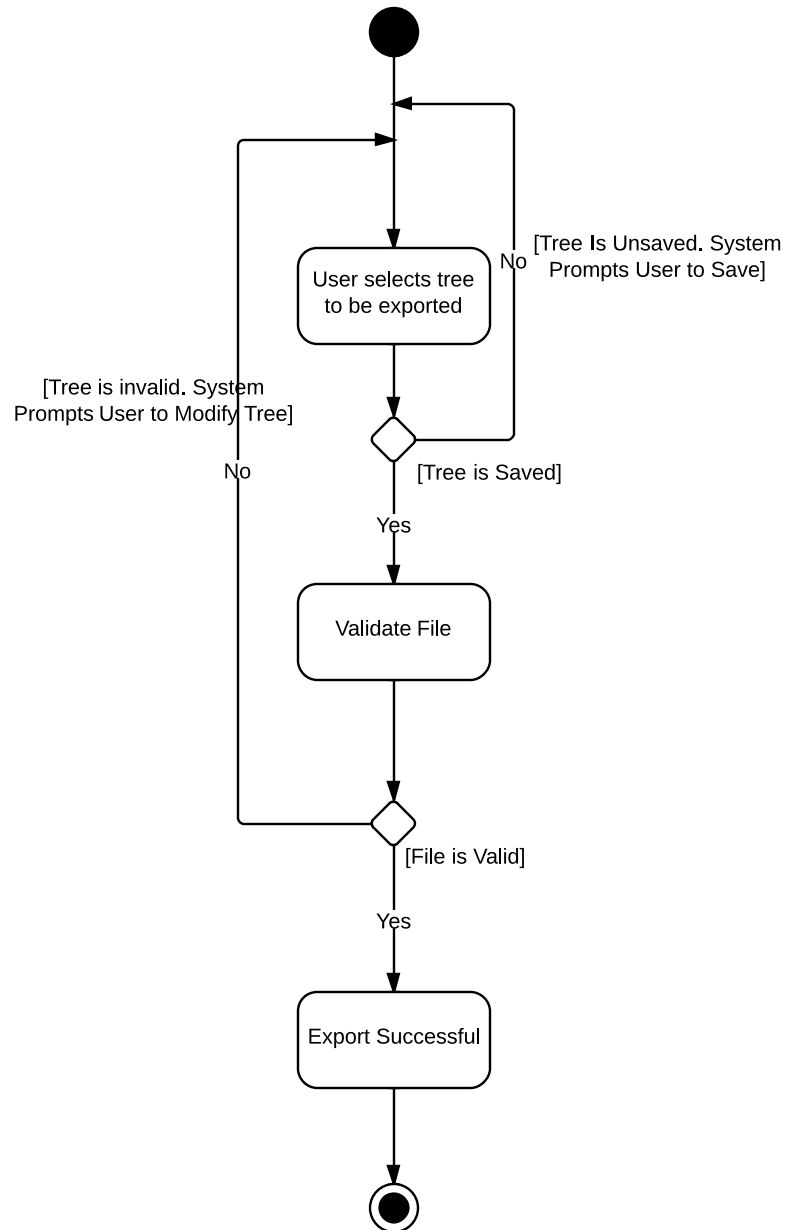 [Tree Is Unsaved. System
Prompts User to Save]
No
User selects tree
to be exported
[Tree is invalid. System
Prompts User to Modify Tree]
No
[Tree is Saved]
Yes
Validate File
[File is Valid]
Yes
Export Successful